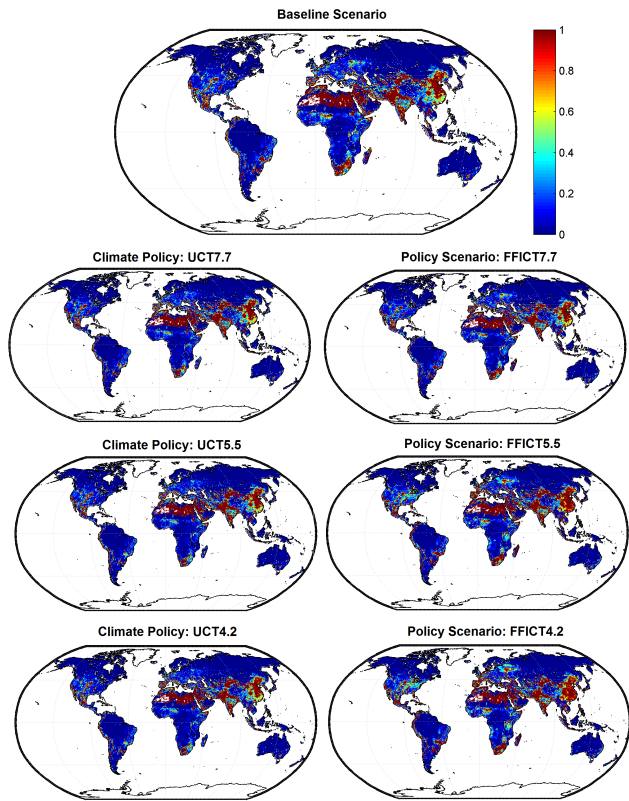 Baseline Scenario
1
0.8
0.6
0.4
0.2
0
Climate Policy: UCT7.7
Policy Scenario: FFICT7.7
Climate Policy: UCT5.5
Policy Scenario: FFICT5.5
Climate Policy: UCT4.2
Policy Scenario: FFICT4.2